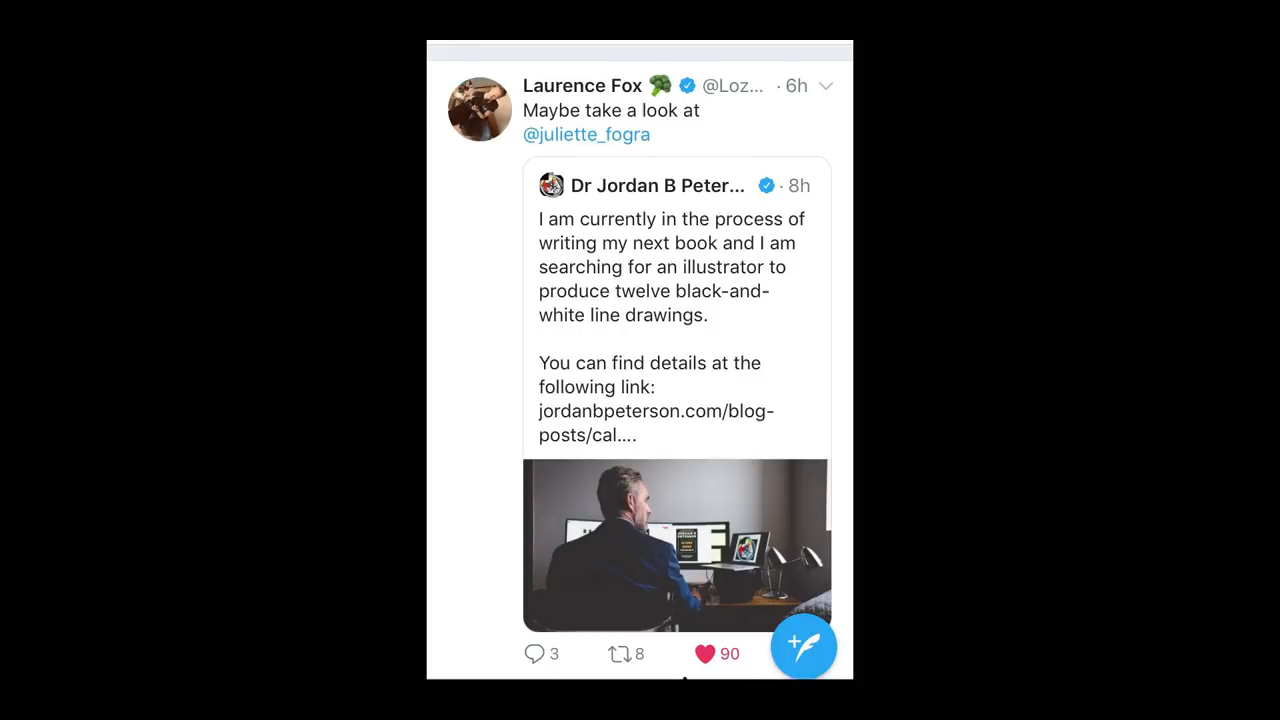 Laurence Fox 🥦 @Loz... · 6h
Maybe take a look at
@juliette_fogra
Dr Jordan B Peter... · 8h
I am currently in the process of
writing my next book and I am
searching for an illustrator to
produce twelve black-and-
white line drawings.
You can find details at the
following link:
jordanbpeterson.com/blog-
posts/cal....
3 8 90